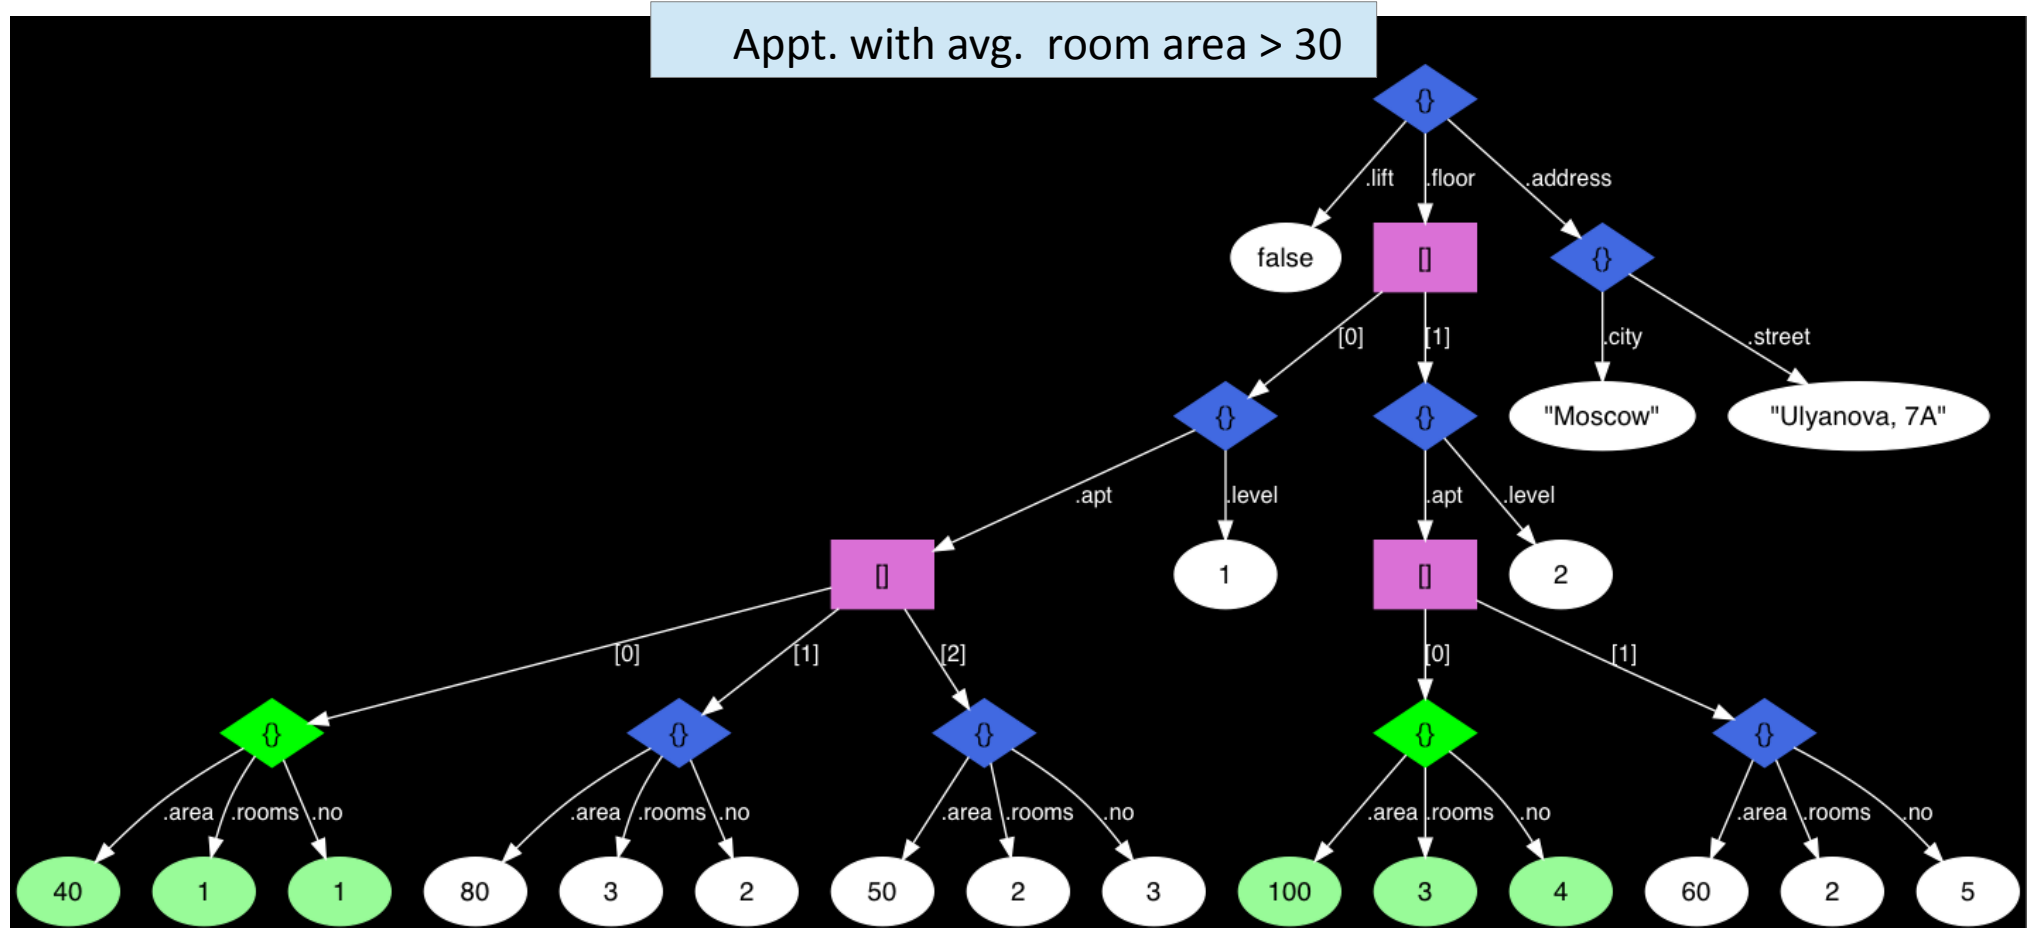 Appt. with avg. room area > 30
{}
.lift .floor .address
false [] {}
[0] [1] .city .street
{} {} "Moscow" "Ulyanova, 7A"
.apt .level .apt .level
[] 1 [] 2
[0] [1] [2] [0] [1]
{} {} {} {} {}
.area .rooms .no .area .rooms .no .area .rooms .no .area .rooms .no .area .rooms .no
40 1 1 80 3 2 50 2 3 100 3 4 60 2 5